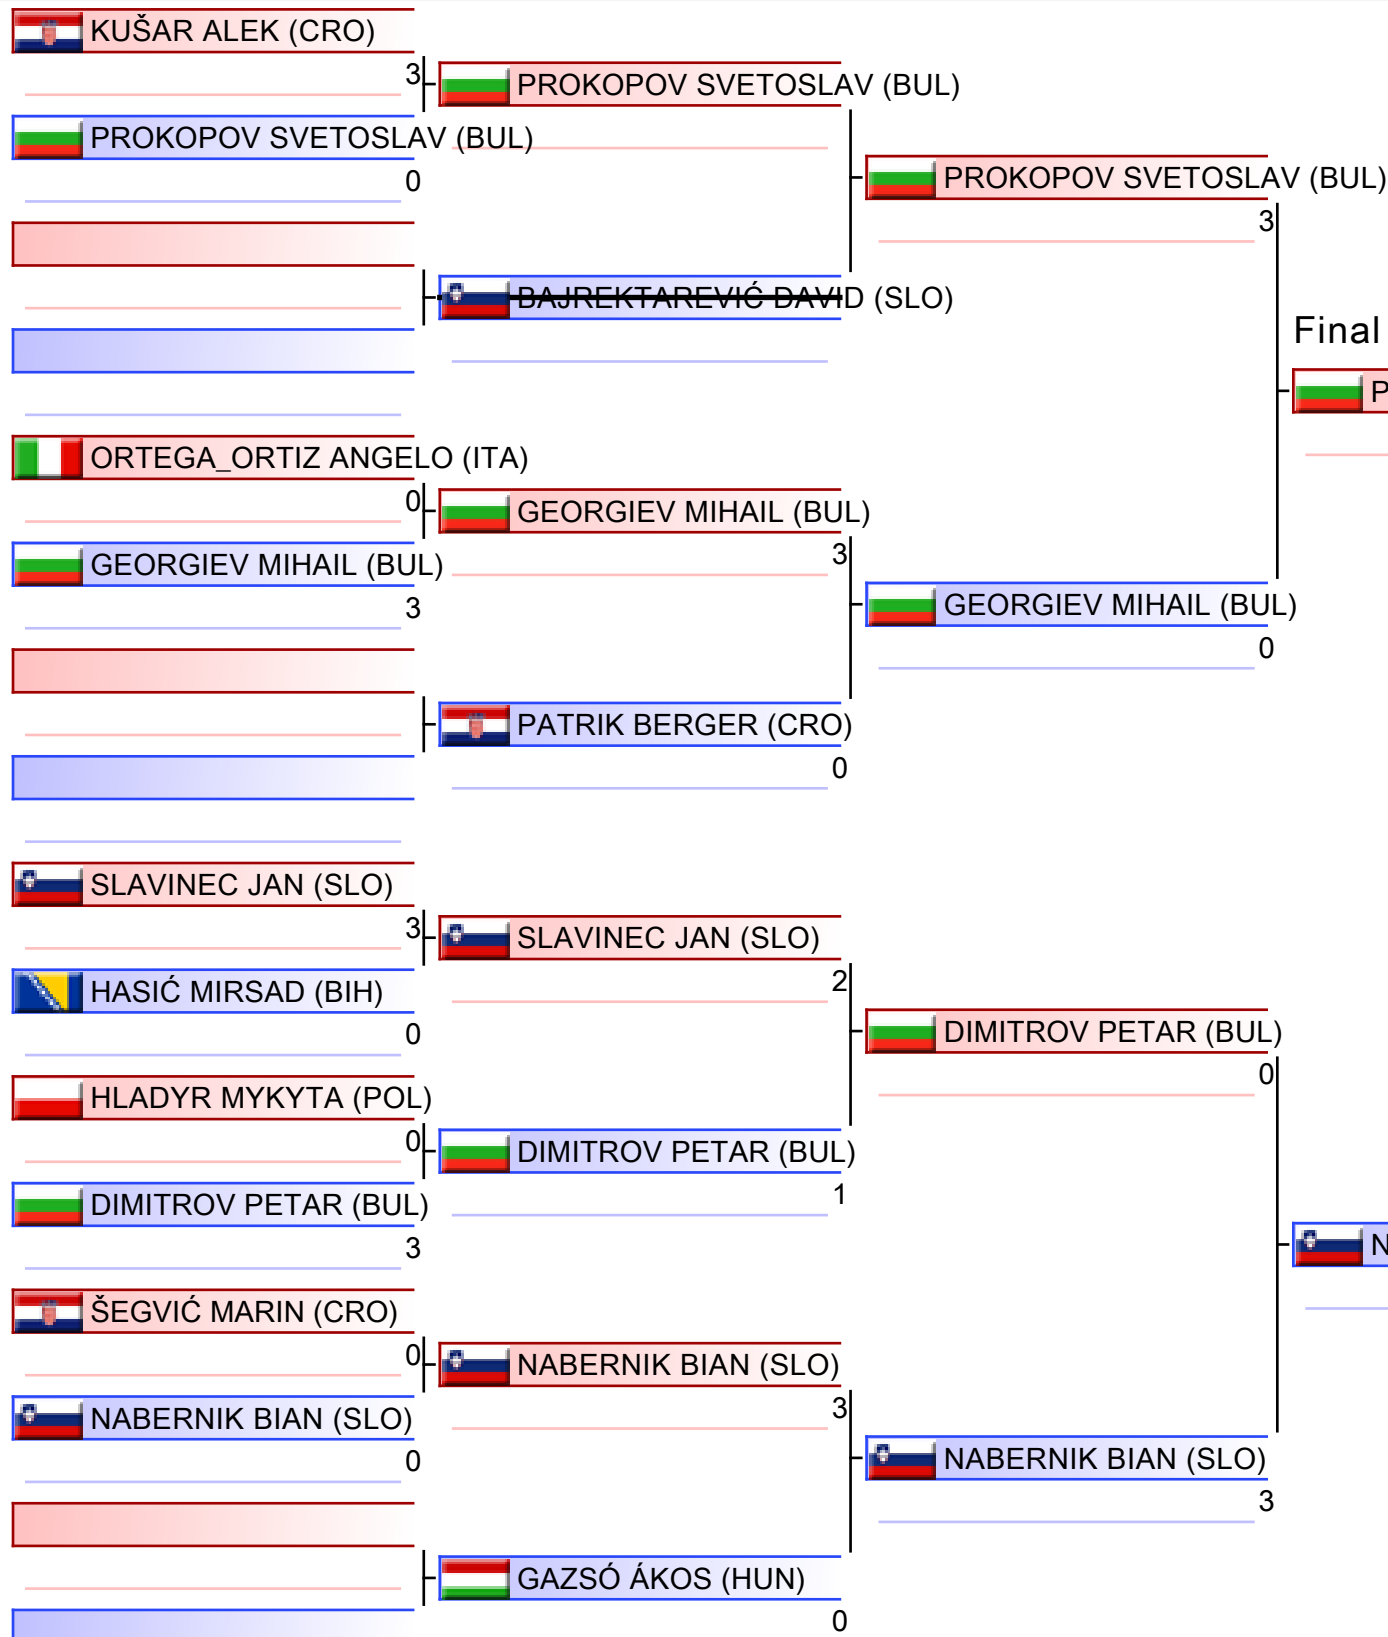 KUŠAR ALEK (CRO)
3
PROKOPOV SVETOSLAV (BUL)
PROKOPOV SVETOSLAV (BUL)
0
PROKOPOV SVETOSLAV (BUL)
3
BAJREKTAREVIĆ DAVID (SLO)
Final
P
ORTEGA_ORTIZ ANGELO (ITA)
0
GEORGIEV MIHAIL (BUL)
3
GEORGIEV MIHAIL (BUL)
3
GEORGIEV MIHAIL (BUL)
0
PATRIK BERGER (CRO)
0
SLAVINEC JAN (SLO)
3
SLAVINEC JAN (SLO)
2
HASIĆ MIRSAD (BIH)
0
DIMITROV PETAR (BUL)
0
HLADYR MYKYTA (POL)
0
DIMITROV PETAR (BUL)
1
DIMITROV PETAR (BUL)
3
N
ŠEGVIĆ MARIN (CRO)
0
NABERNIK BIAN (SLO)
3
NABERNIK BIAN (SLO)
0
NABERNIK BIAN (SLO)
3
GAZSÓ ÁKOS (HUN)
0